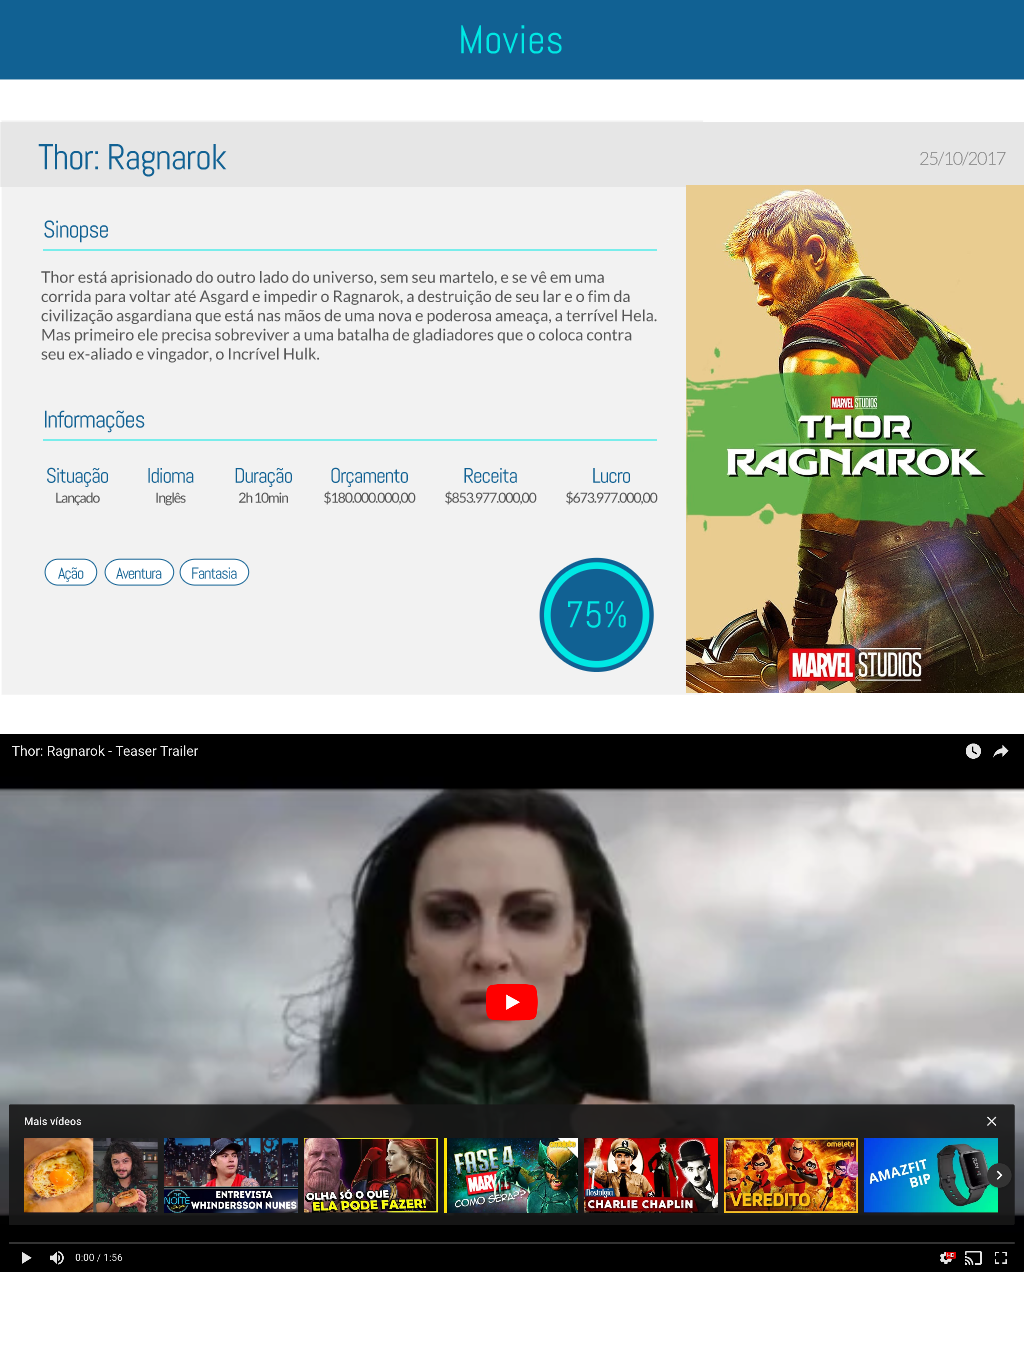 Movies
Thor: Ragnarok
25/10/2017
Sinopse
Thor está aprisionado do outro lado do universo, sem seu martelo, e se vê em uma
corrida para voltar até Asgard e impedir o Ragnarok, a destruição de seu lar e o fim da
civilização asgardiana que está nas mãos de uma nova e poderosa ameaça, a terrível Hela.
Mas primeiro ele precisa sobreviver a uma batalha de gladiadores que o coloca contra
seu ex-aliado e vingador, o Incrível Hulk.
Informações
Situação Idioma Duração Orçamento Receita Lucro
Lançado Inglês 2h 10min $180.000.000,00 $853.977.000,00 $673.977.000,00
Ação Aventura Fantasia
75%
MARVEL STUDIOS
THOR
RAGNAROK
MARVEL STUDIOS
Thor: Ragnarok - Teaser Trailer
Mais vídeos
THE NOITE
ENTREVISTA
WHINDERSSON NUNES
OLHA SÓ O QUE
ELA PODE FAZER!
FASE 4
MARVEL
COMO SERÁ>>
Nostalgia
CHARLIE CHAPLIN
omelete
VEREDITO
AMAZFIT
BIP
0:00 / 1:56
HD